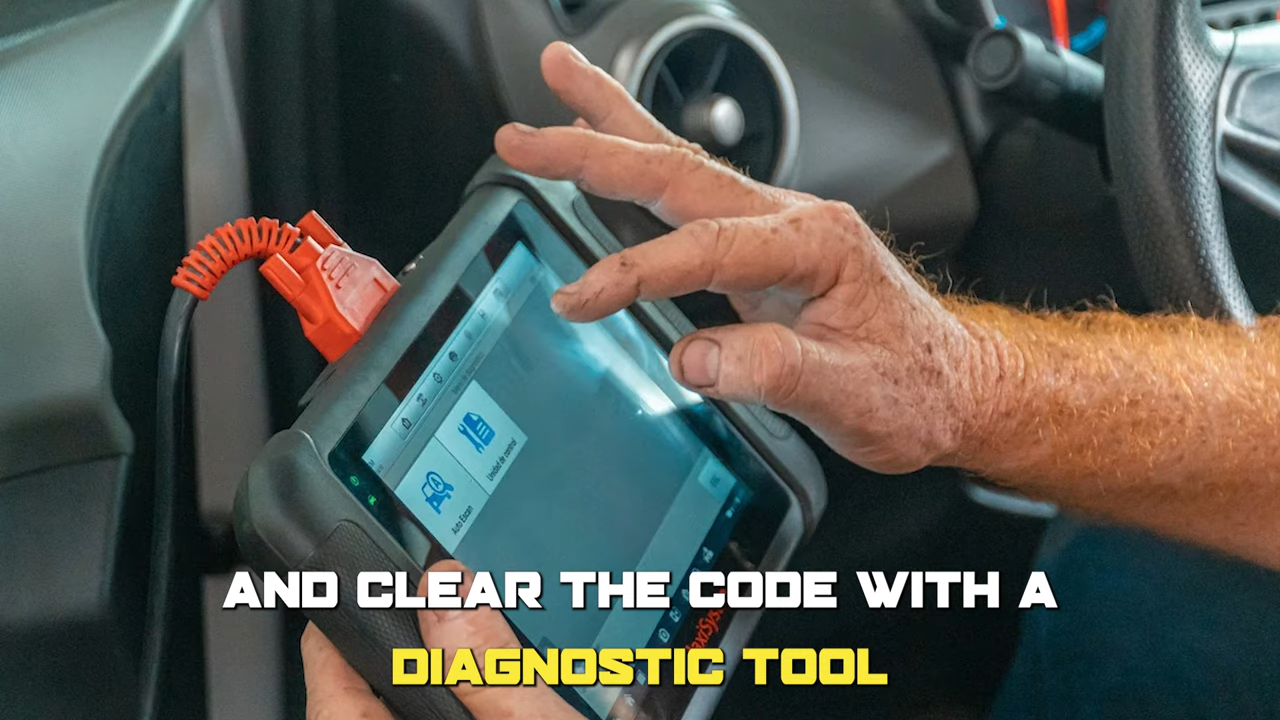 Unidad de control
Auto Escan
AND CLEAR THE CODE WITH A
DIAGNOSTIC TOOL